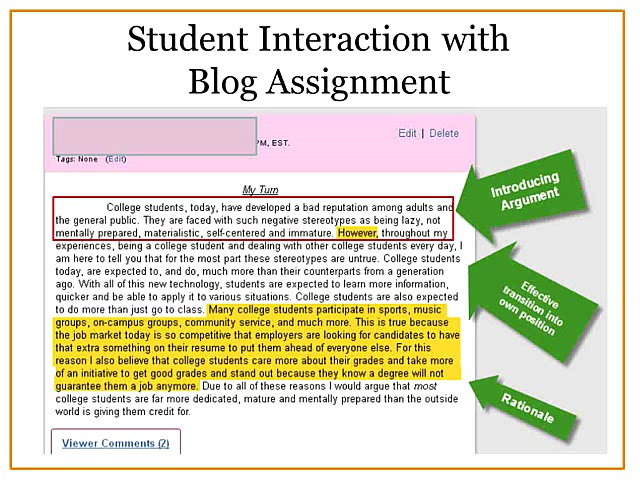 Student Interaction with
Blog Assignment
PM, EST.
Edit | Delete
Tags: None (Edit)
My Turn
College students, today, have developed a bad reputation among adults and
the general public. They are faced with such negative stereotypes as being lazy, not
mentally prepared, materialistic, self-centered and immature. However, throughout my
experiences, being a college student and dealing with other college students every day, I
am here to tell you that for the most part these stereotypes are untrue. College students
today, are expected to, and do, much more than their counterparts from a generation
ago. With all of this new technology, students are expected to learn more information,
quicker and be able to apply it to various situations. College students are also expected
to do more than just go to class. Many college students participate in sports, music
groups, on-campus groups, community service, and much more. This is true because
the job market today is so competitive that employers are looking for candidates to have
that extra something on their resume to put them ahead of everyone else. For this
reason I also believe that college students care more about their grades and take more
of an initiative to get good grades and stand out because they know a degree will not
guarantee them a job anymore. Due to all of these reasons I would argue that most
college students are far more dedicated, mature and mentally prepared than the outside
world is giving them credit for.
Viewer Comments (2)
Introducing
Argument
Effective
transition into
own position
Rationale